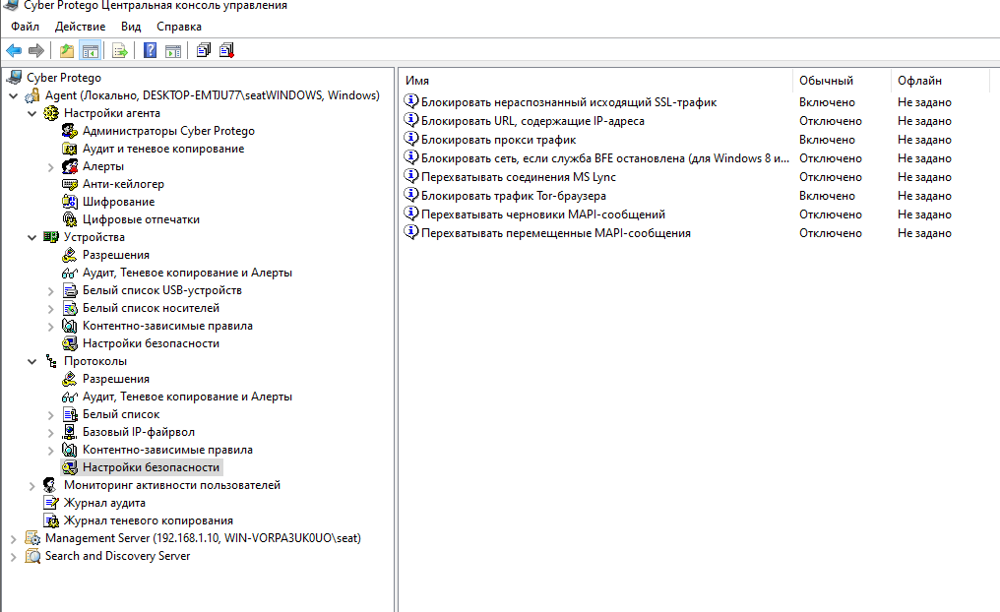 Cyber Protego Центральная консоль управления
Файл Действие Вид Справка
Cyber Protego
Agent (Локально, DESKTOP-EMTJU77\seatWINDOWS, Windows)
Настройки агента
Администраторы Cyber Protego
Аудит и теневое копирование
Алерты
Анти-кейлогер
Шифрование
Цифровые отпечатки
Устройства
Разрешения
Аудит, Теневое копирование и Алерты
Белый список USB-устройств
Белый список носителей
Контентно-зависимые правила
Настройки безопасности
Протоколы
Разрешения
Аудит, Теневое копирование и Алерты
Белый список
Базовый IP-файрвол
Контентно-зависимые правила
Настройки безопасности
Мониторинг активности пользователей
Журнал аудита
Журнал теневого копирования
Management Server (192.168.1.10, WIN-VORPA3UK0UO\seat)
Search and Discovery Server
Имя Обычный Офлайн
Блокировать нераспознанный исходящий SSL-трафик Включено Не задано
Блокировать URL, содержащие IP-адреса Отключено Не задано
Блокировать прокси трафик Включено Не задано
Блокировать сеть, если служба BFE остановлена (для Windows 8 и... Отключено Не задано
Перехватывать соединения MS Lync Отключено Не задано
Блокировать трафик Tor-браузера Включено Не задано
Перехватывать черновики MAPI-сообщений Отключено Не задано
Перехватывать перемещенные MAPI-сообщения Отключено Не задано